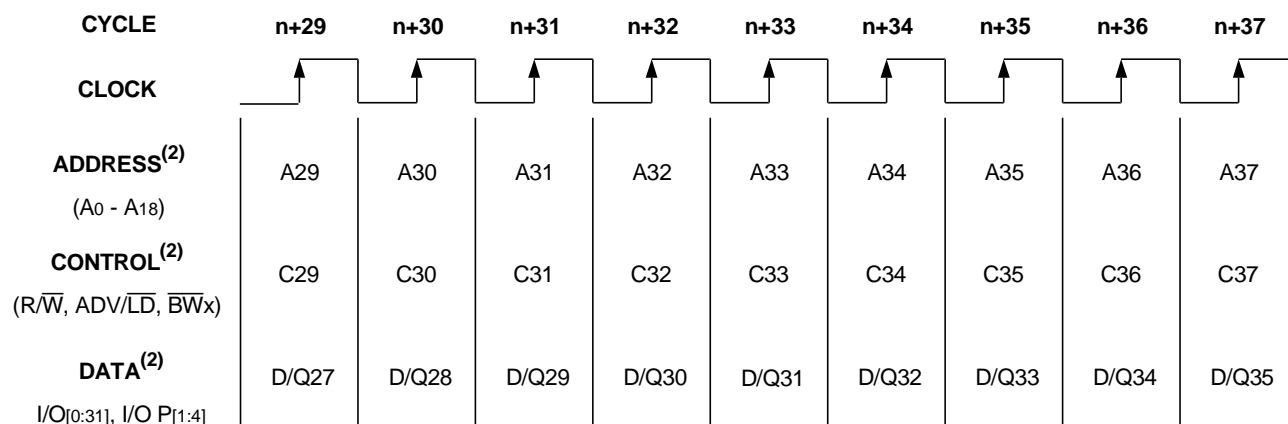 CYCLE n+29 n+30 n+31 n+32 n+33 n+34 n+35 n+36 n+37
CLOCK
ADDRESS(2) A29 A30 A31 A32 A33 A34 A35 A36 A37
(A0 - A18)
CONTROL(2) C29 C30 C31 C32 C33 C34 C35 C36 C37
(R/W̅, ADV/L̅D̅, B̅W̅x)
DATA(2) D/Q27 D/Q28 D/Q29 D/Q30 D/Q31 D/Q32 D/Q33 D/Q34 D/Q35
I/O[0:31], I/O P[1:4]